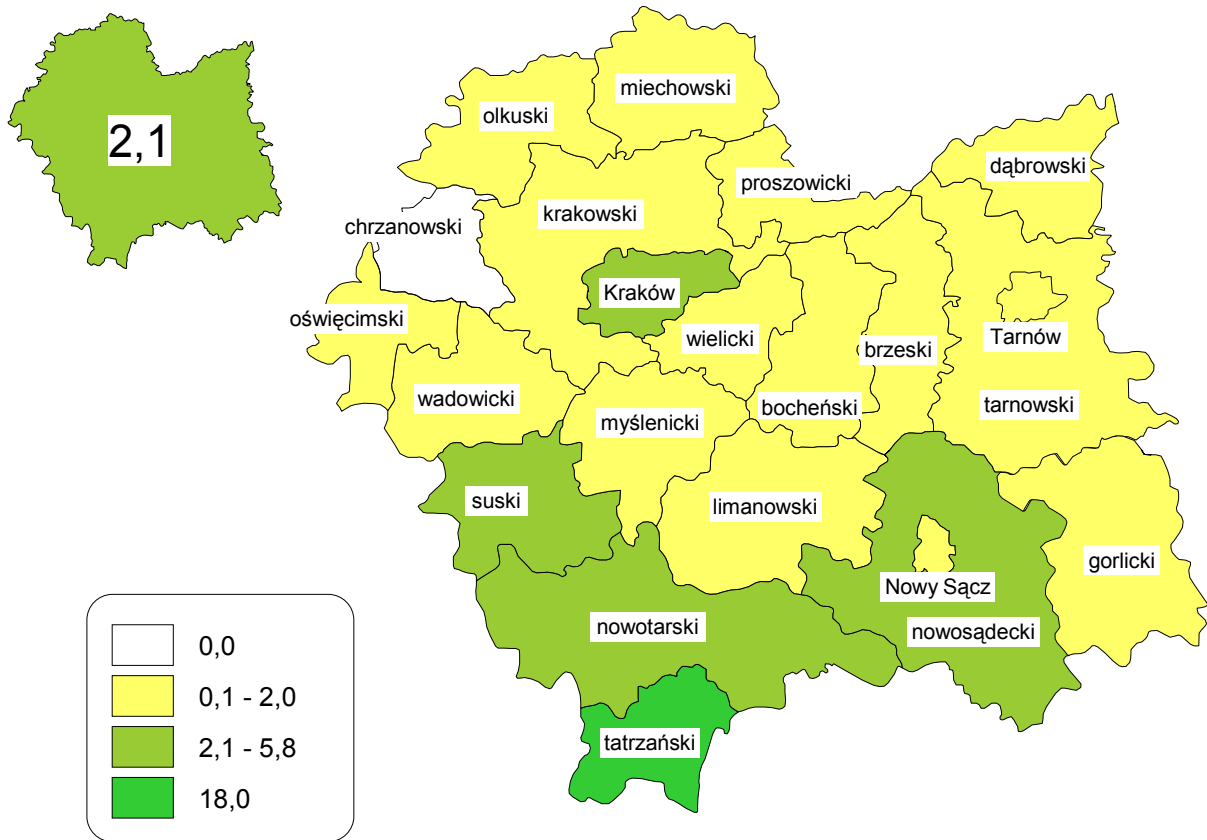 2,1
miechowski
olkuski
dąbrowski
proszowicki
krakowski
chrzanowski
Kraków
oświęcimski
wielicki
brzeski
Tarnów
wadowicki
bocheński
tarnowski
myślenicki
suski
limanowski
gorlicki
Nowy Sącz
nowotarski
nowosądecki
tatrzański
0,0
0,1 - 2,0
2,1 - 5,8
18,0